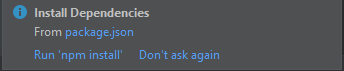 Install Dependencies
From package.json
Run 'npm install' Don't ask again